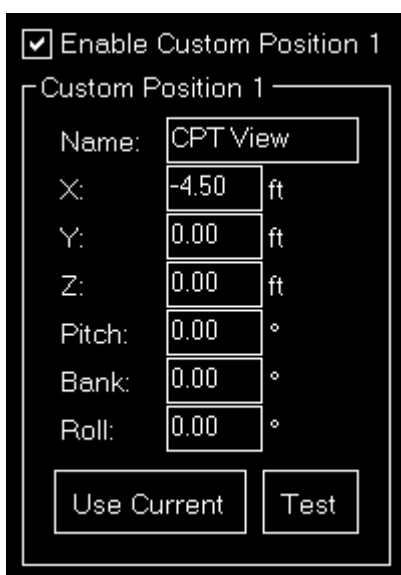 Enable Custom Position 1
Custom Position 1
Name: CPT View
X: -4.50 ft
Y: 0.00 ft
Z: 0.00 ft
Pitch: 0.00 °
Bank: 0.00 °
Roll: 0.00 °
Use Current Test